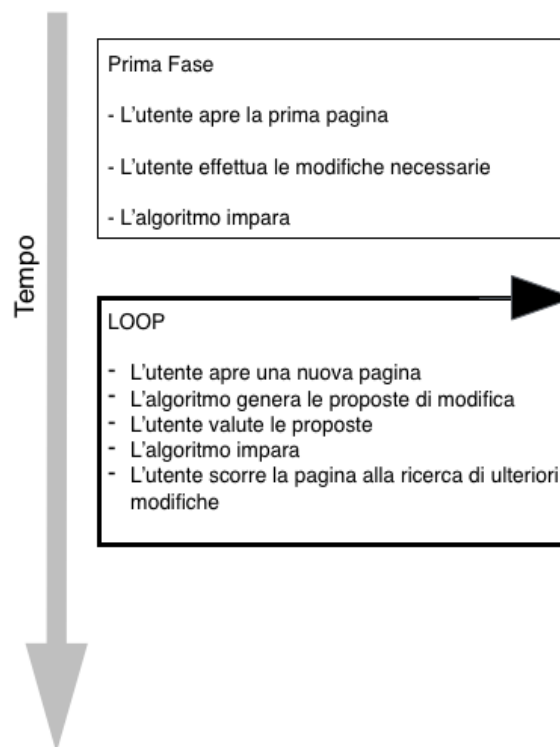 Tempo
Prima Fase
- L'utente apre la prima pagina
- L'utente effettua le modifiche necessarie
- L'algoritmo impara
LOOP
- L'utente apre una nuova pagina
- L'algoritmo genera le proposte di modifica
- L'utente valute le proposte
- L'algoritmo impara
- L'utente scorre la pagina alla ricerca di ulteriori
modifiche